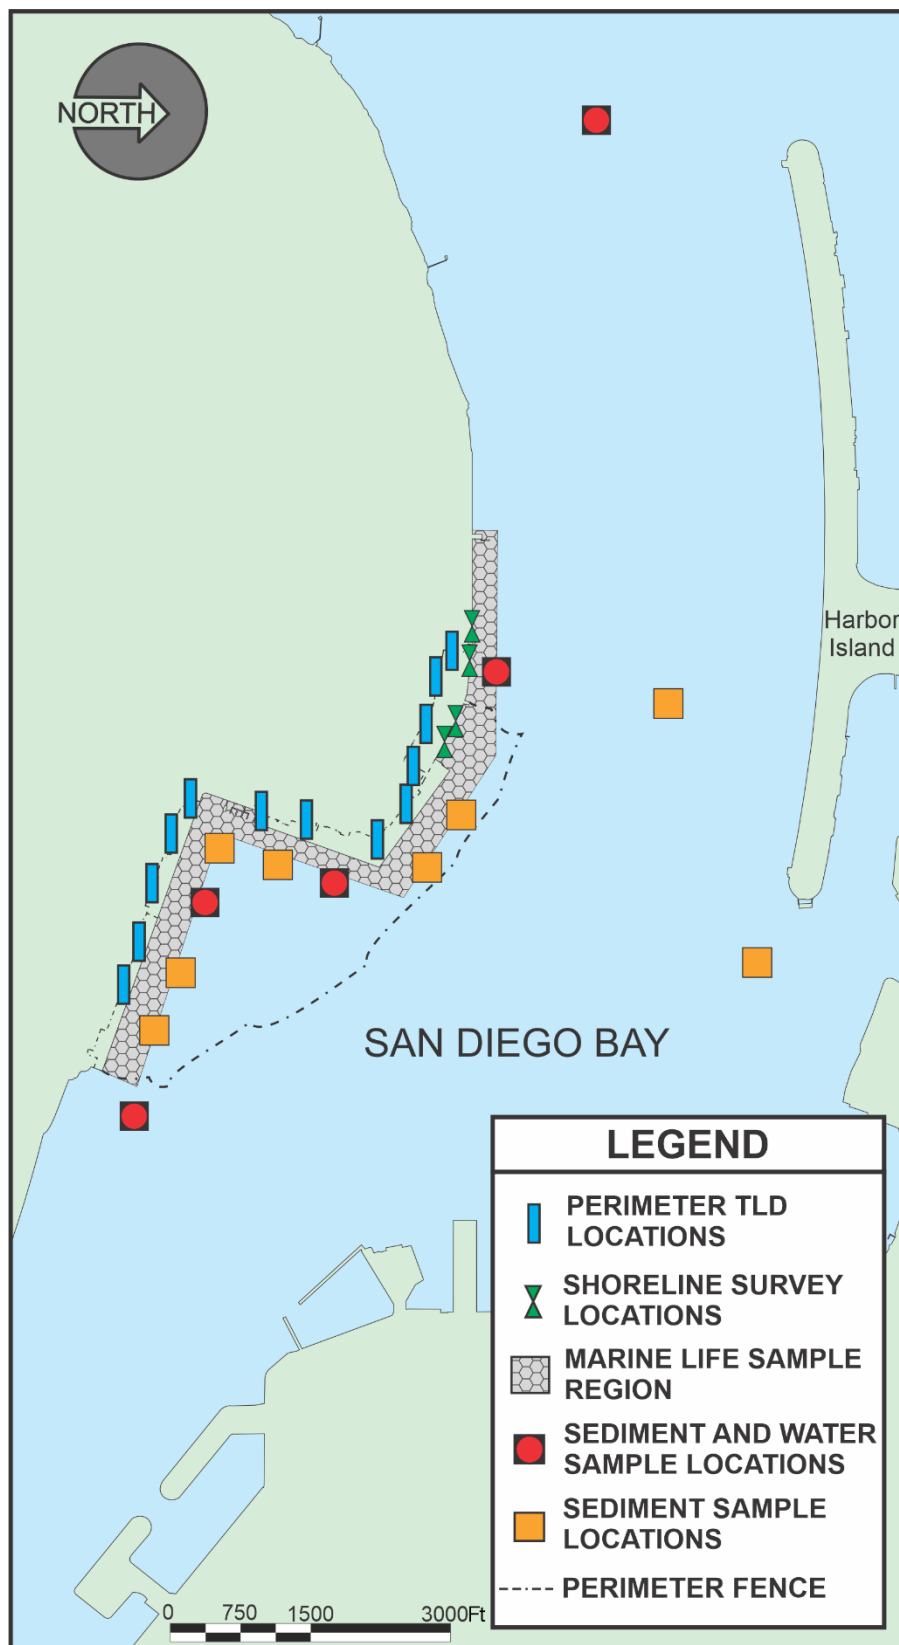 NORTH
Harbor
Island
SAN DIEGO BAY
LEGEND
PERIMETER TLD
LOCATIONS
SHORELINE SURVEY
LOCATIONS
MARINE LIFE SAMPLE
REGION
SEDIMENT AND WATER
SAMPLE LOCATIONS
SEDIMENT SAMPLE
LOCATIONS
PERIMETER FENCE
0 750 1500 3000Ft